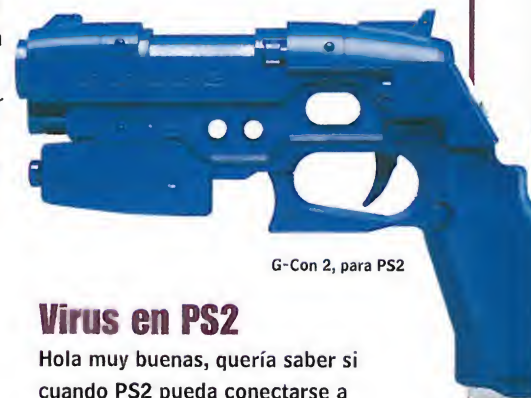 G-Con 2, para PS2
Virus en PS2
Hola muy buenas, quería saber si
cuando PS2 pueda conectarse a